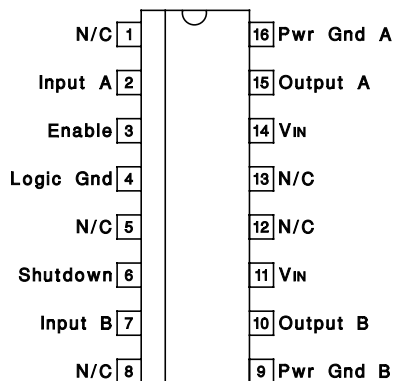 N/C 1 16 Pwr Gnd A
Input A 2 15 Output A
Enable 3 14 VIN
Logic Gnd 4 13 N/C
N/C 5 12 N/C
Shutdown 6 11 VIN
Input B 7 10 Output B
N/C 8 9 Pwr Gnd B